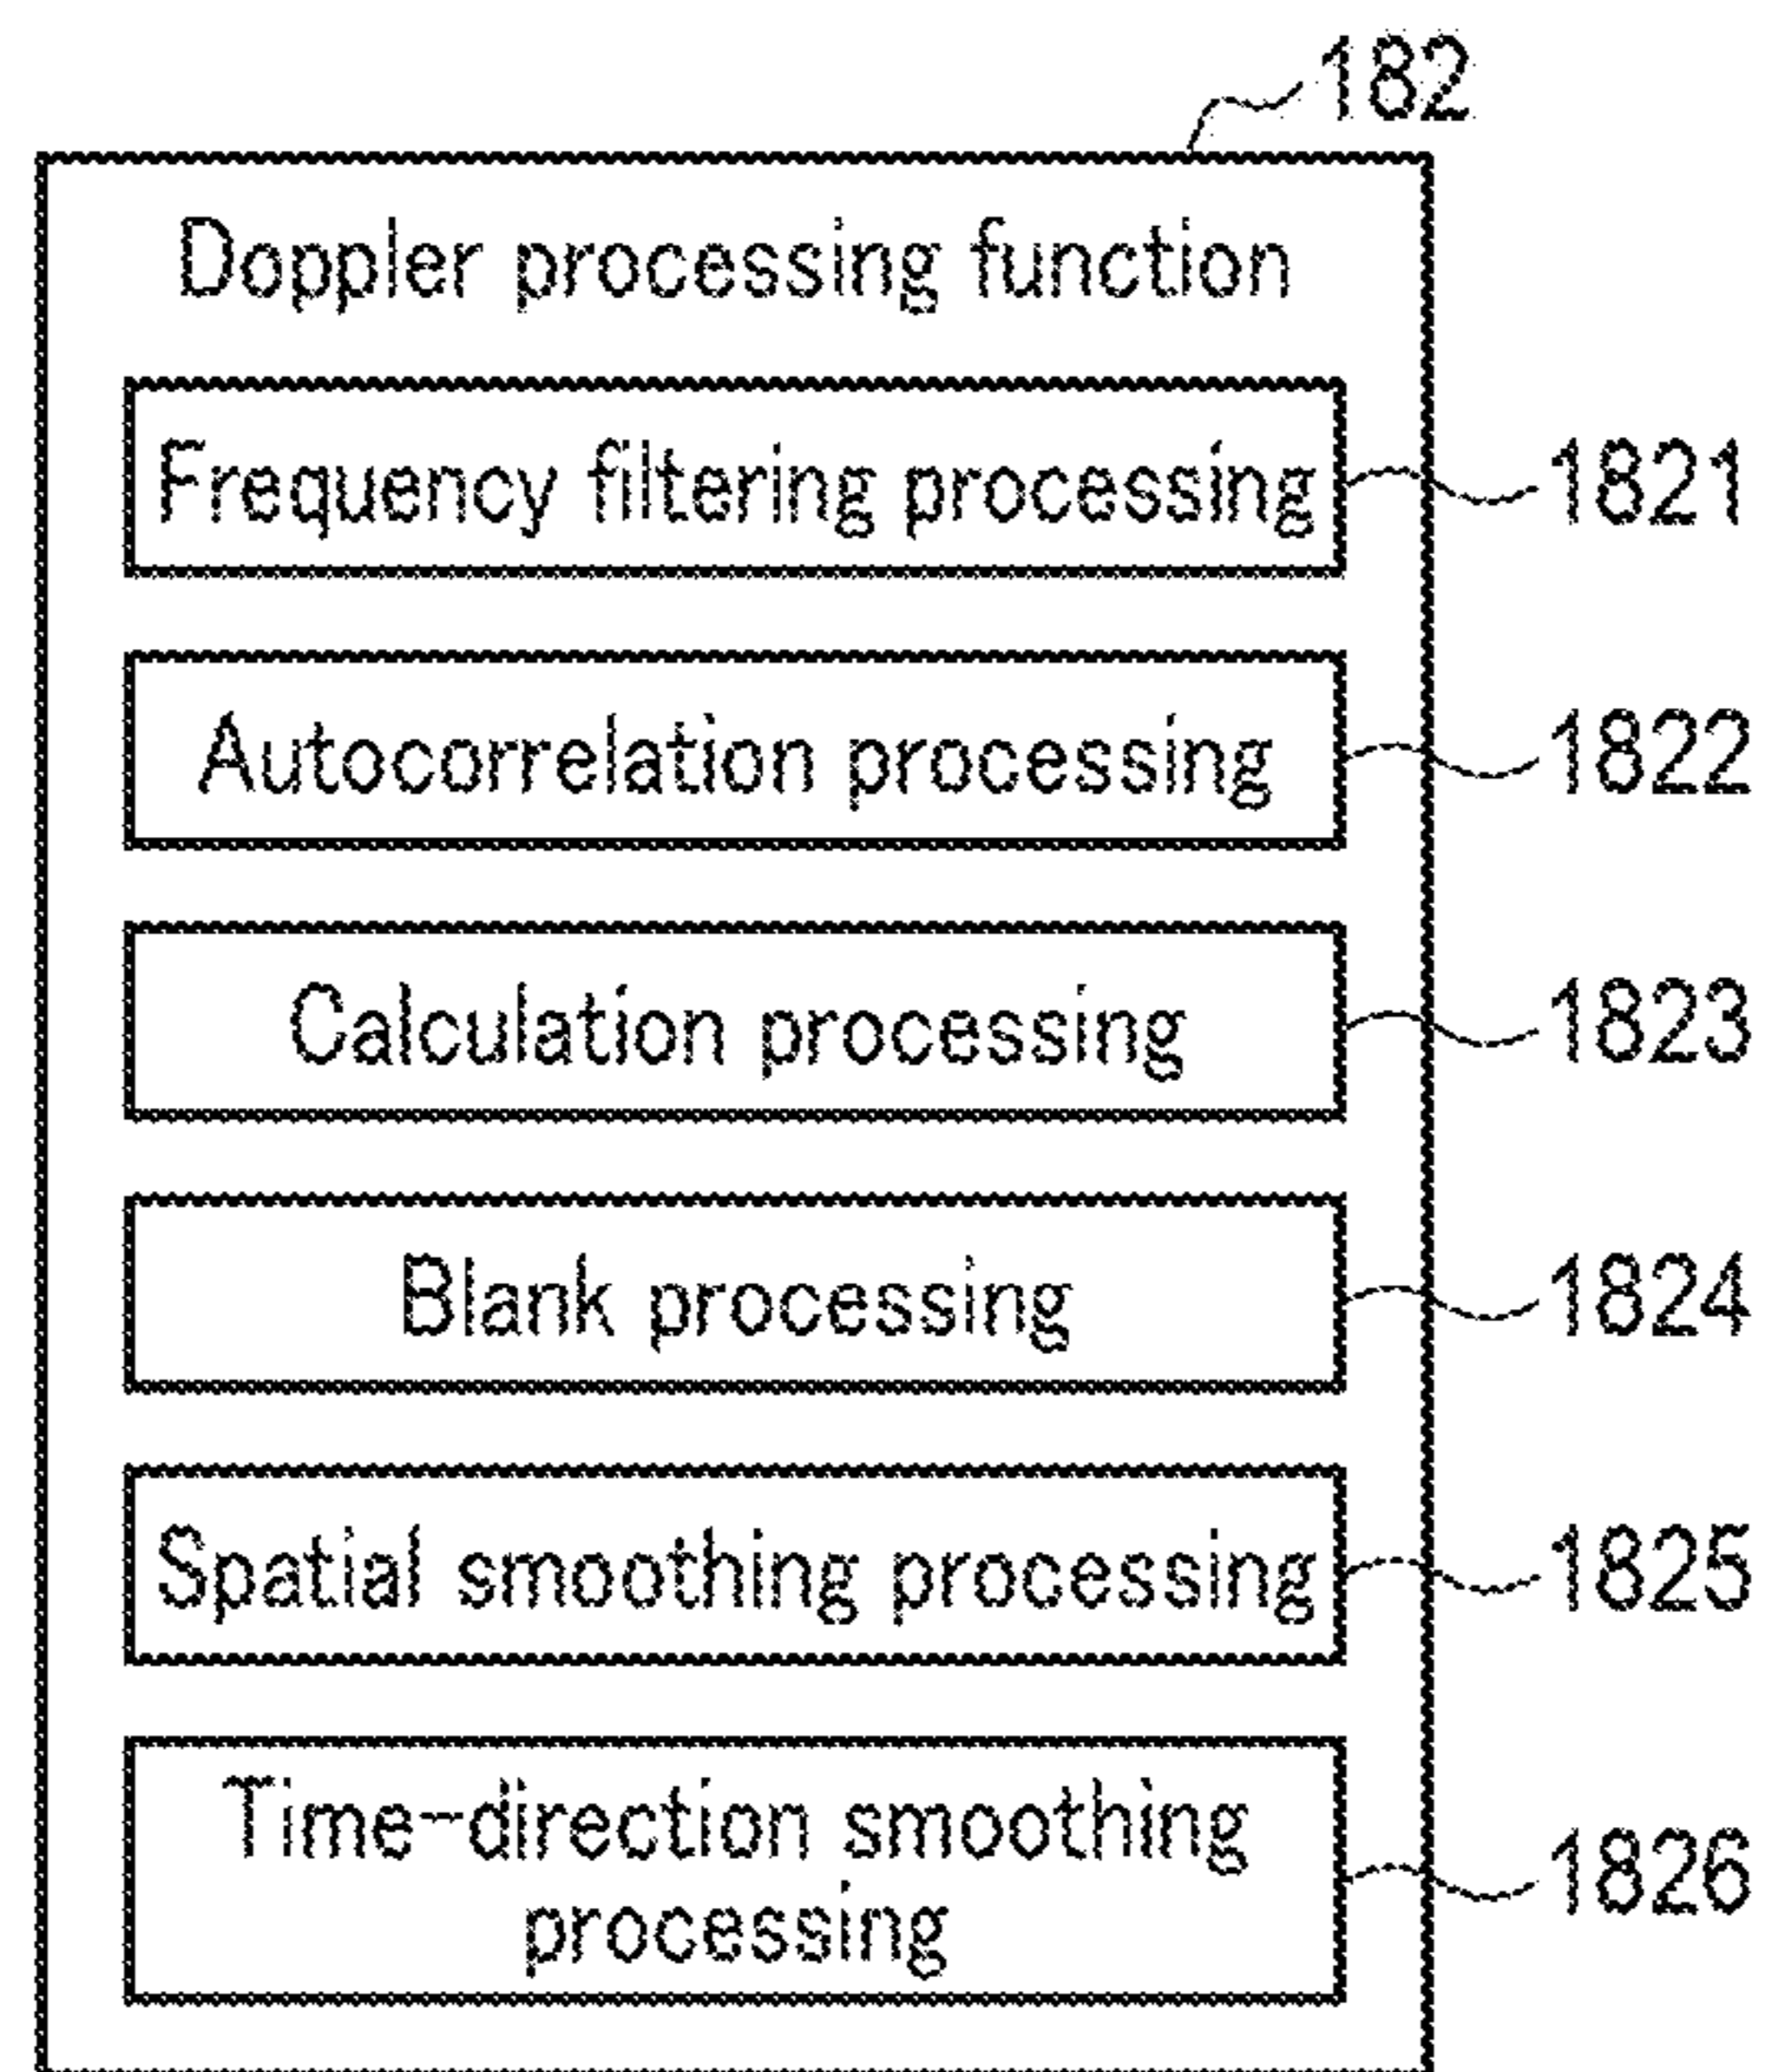 182
Doppler processing function
Frequency filtering processing
1821
Autocorrelation processing
1822
Calculation processing
1823
Blank processing
1824
Spatial smoothing processing
1825
Time-direction smoothing
processing
1826